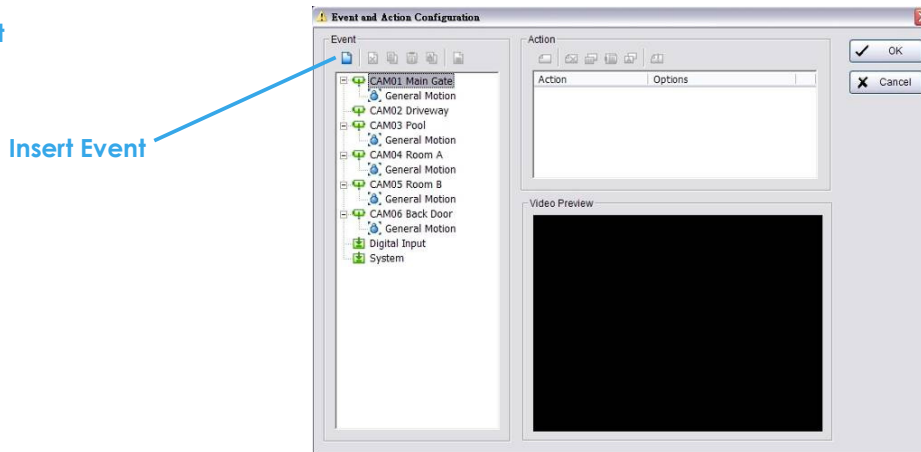 t
Insert Event
Event and Action Configuration
Event
CAM01 Main Gate
General Motion
CAM02 Driveway
CAM03 Pool
General Motion
CAM04 Room A
General Motion
CAM05 Room B
General Motion
CAM06 Back Door
General Motion
Digital Input
System
Action
Action Options
Video Preview
OK
Cancel